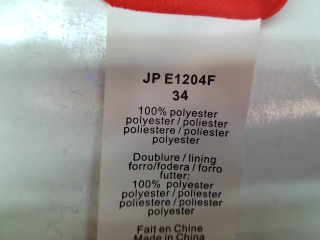 JP E1204F
34
100% polyester
polyester / poliester
poliestere / poliester
polyester
Doublure / lining
forro/fodera / forro
futter:
100% polyester
polyester / poliester
poliestere / poliester
polyester
Fait en Chine
Made in China